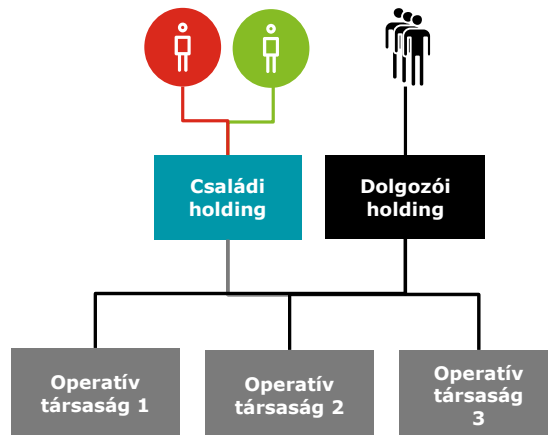 Családi
holding
Dolgozói
holding
Operatív
társaság 1
Operatív
társaság 2
Operatív
társaság
3